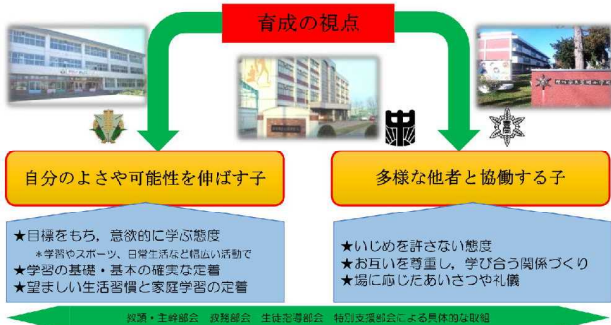 育成の視点
中
自分のよさや可能性を伸ばす子
多様な他者と協働する子
★目標をもち,意欲的に学ぶ態度
*学習やスポーツ、日常生活など幅広い活動で
★学習の基礎・基本の確実な定着
★望ましい生活習慣と家庭学習の定着
★いじめを許さない態度
★お互いを尊重し,学び合う関係づくり
★場に応じたあいさつや礼儀
教頭・主幹部会 教務部会 生徒指導部会 特別支援部会による具体的な取組